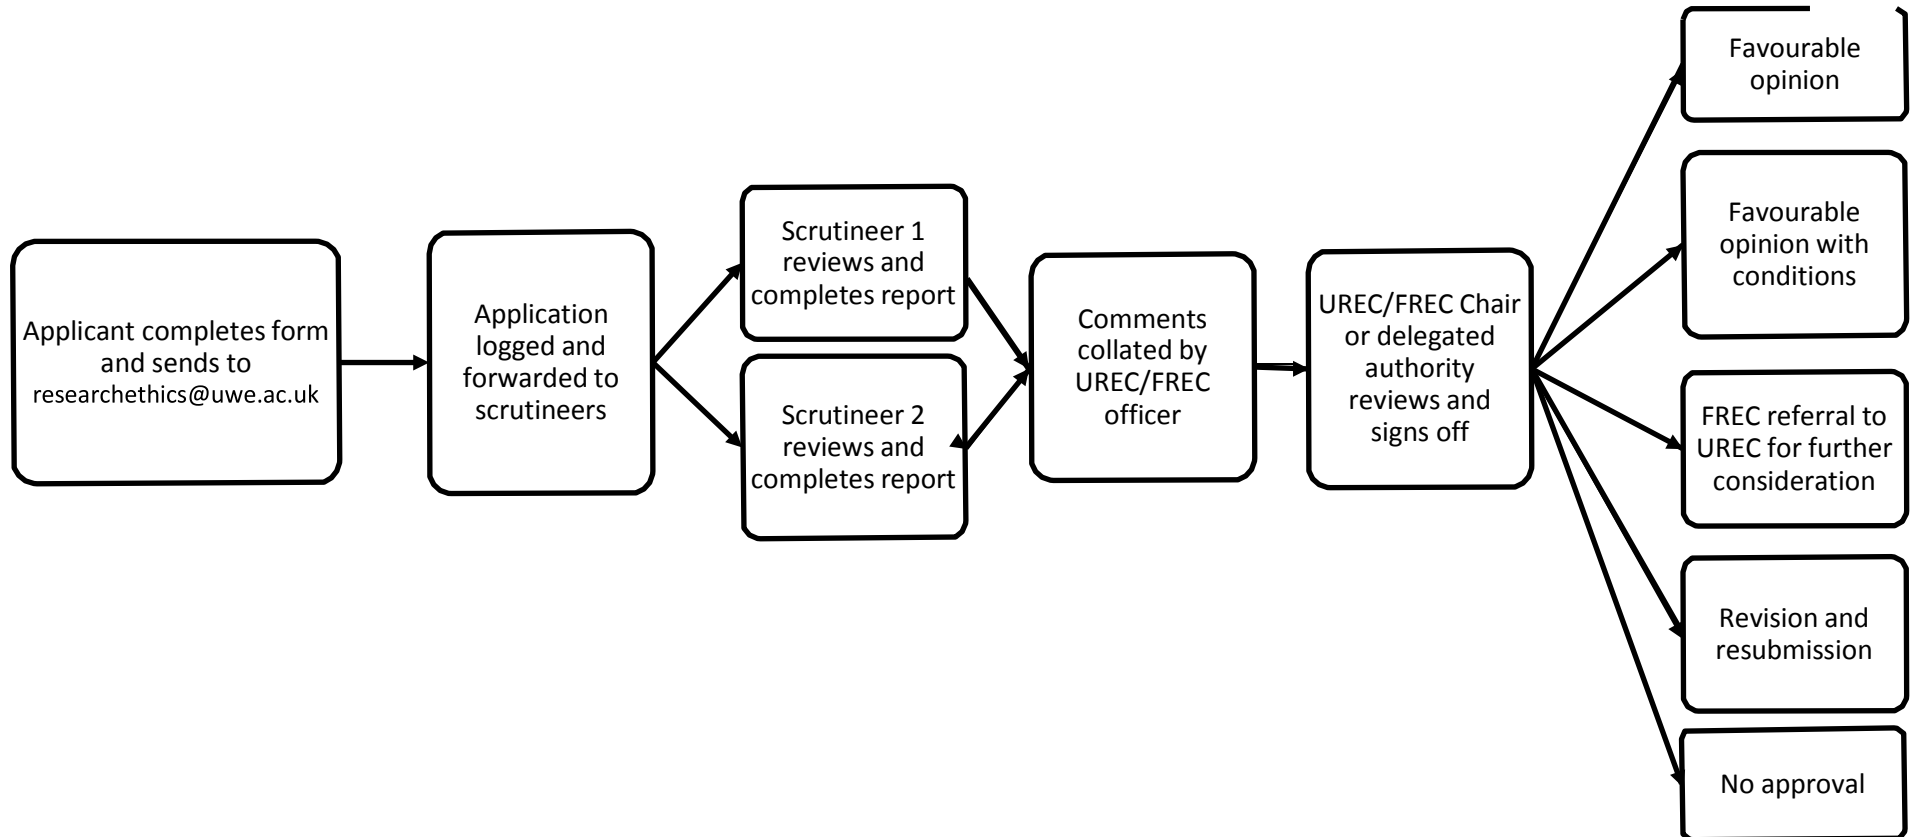 Applicant completes form
and sends to
researchethics@uwe.ac.uk
Application
logged and
forwarded to
scrutineers
Scrutineer 1
reviews and
completes report
Scrutineer 2
reviews and
completes report
Comments
collated by
UREC/FREC
officer
UREC/FREC Chair
or delegated
authority
reviews and
signs off
Favourable
opinion
Favourable
opinion with
conditions
FREC referral to
UREC for further
consideration
Revision and
resubmission
No approval